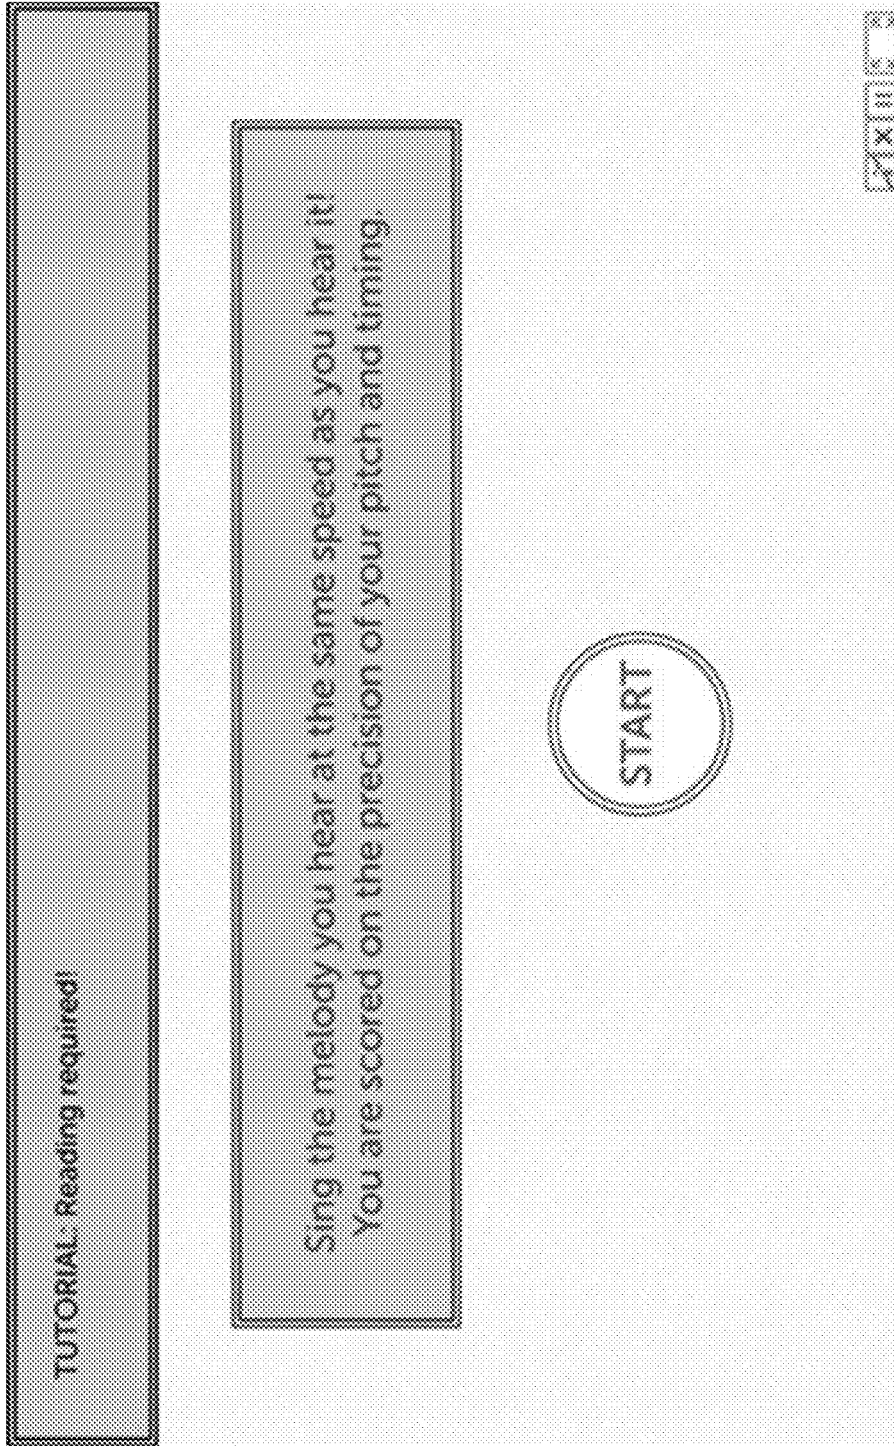 TUTORIAL: Reading required!
Sing the melody you hear at the same speed as you hear it!
You are scored on the precision of your pitch and timing.
START